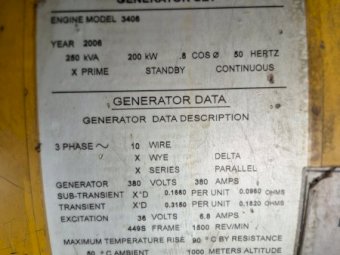 GENERATOR SET
ENGINE MODEL 3406
YEAR 2006
250 kVA 200 kW .8 COS Ø 50 HERTZ
X PRIME STANDBY CONTINUOUS
GENERATOR DATA
GENERATOR DATA DESCRIPTION
3 PHASE ~ 10 WIRE
X WYE DELTA
X SERIES PARALLEL
GENERATOR 380 VOLTS 380 AMPS
SUB-TRANSIENT X"D 0.1660 PER UNIT 0.0960 OHMS
TRANSIENT X'D 0.3150 PER UNIT 0.1820 OHMS
EXCITATION 36 VOLTS 6.8 AMPS
449S FRAME 1500 REV/MIN
MAXIMUM TEMPERATURE RISE 90 °C BY RESISTANCE
50 °C AMBIENT 1000 METERS ALTITUDE